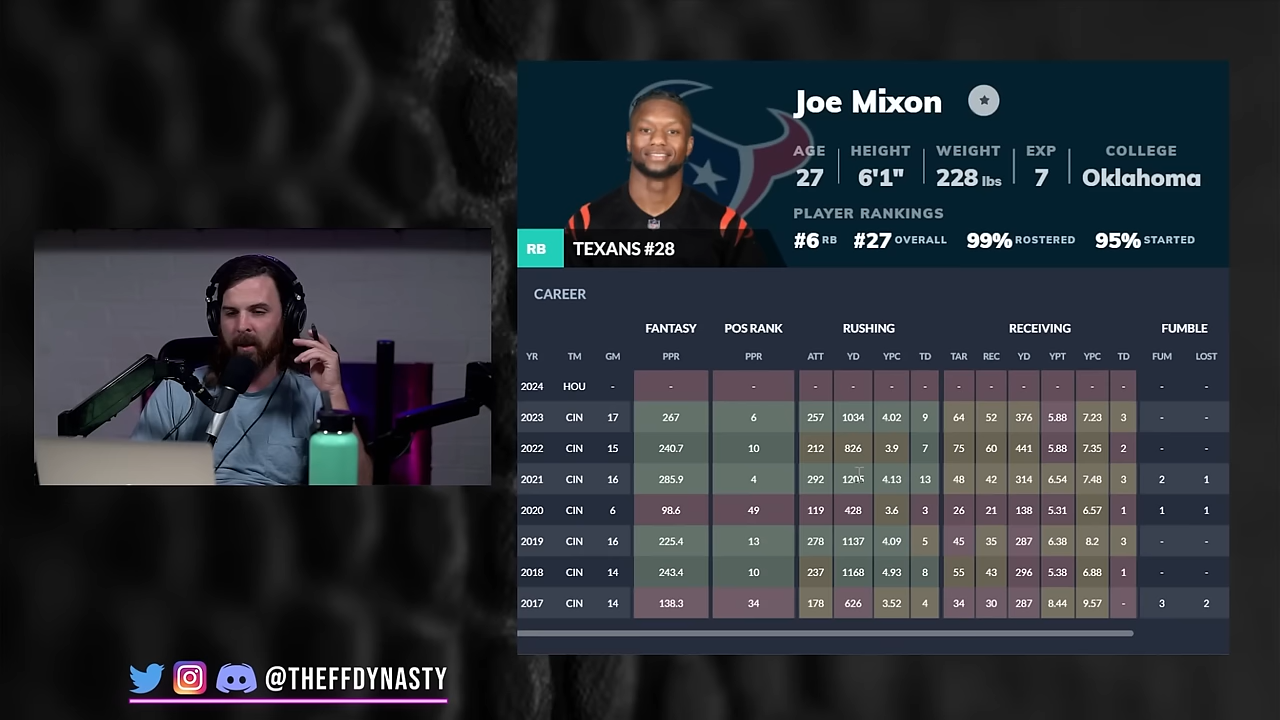 Joe Mixon
AGE HEIGHT WEIGHT EXP COLLEGE
27 6'1" 228 lbs 7 Oklahoma
PLAYER RANKINGS
#6 RB #27 OVERALL 99% ROSTERED 95% STARTED
RB TEXANS #28
CAREER
FANTASY POS RANK RUSHING RECEIVING FUMBLE
YR TM GM PPR PPR ATT YD YPC TD TAR REC YD YPT YPC TD FUM LOST
2024 HOU - - - - - - - - - - - - - - -
2023 CIN 17 267 6 257 1034 4.02 9 64 52 376 5.88 7.23 3 - -
2022 CIN 15 240.7 10 212 826 3.9 7 75 60 441 5.88 7.35 2 - -
2021 CIN 16 285.9 4 292 1205 4.13 13 48 42 314 6.54 7.48 3 2 1
2020 CIN 6 98.6 49 119 428 3.6 3 26 21 138 5.31 6.57 1 1 1
2019 CIN 16 225.4 13 278 1137 4.09 5 45 35 287 6.38 8.2 3 - -
2018 CIN 14 243.4 10 237 1168 4.93 8 55 43 296 5.38 6.88 1 - -
2017 CIN 14 138.3 34 178 626 3.52 4 34 30 287 8.44 9.57 - 3 2
@THEFFDYNASTY